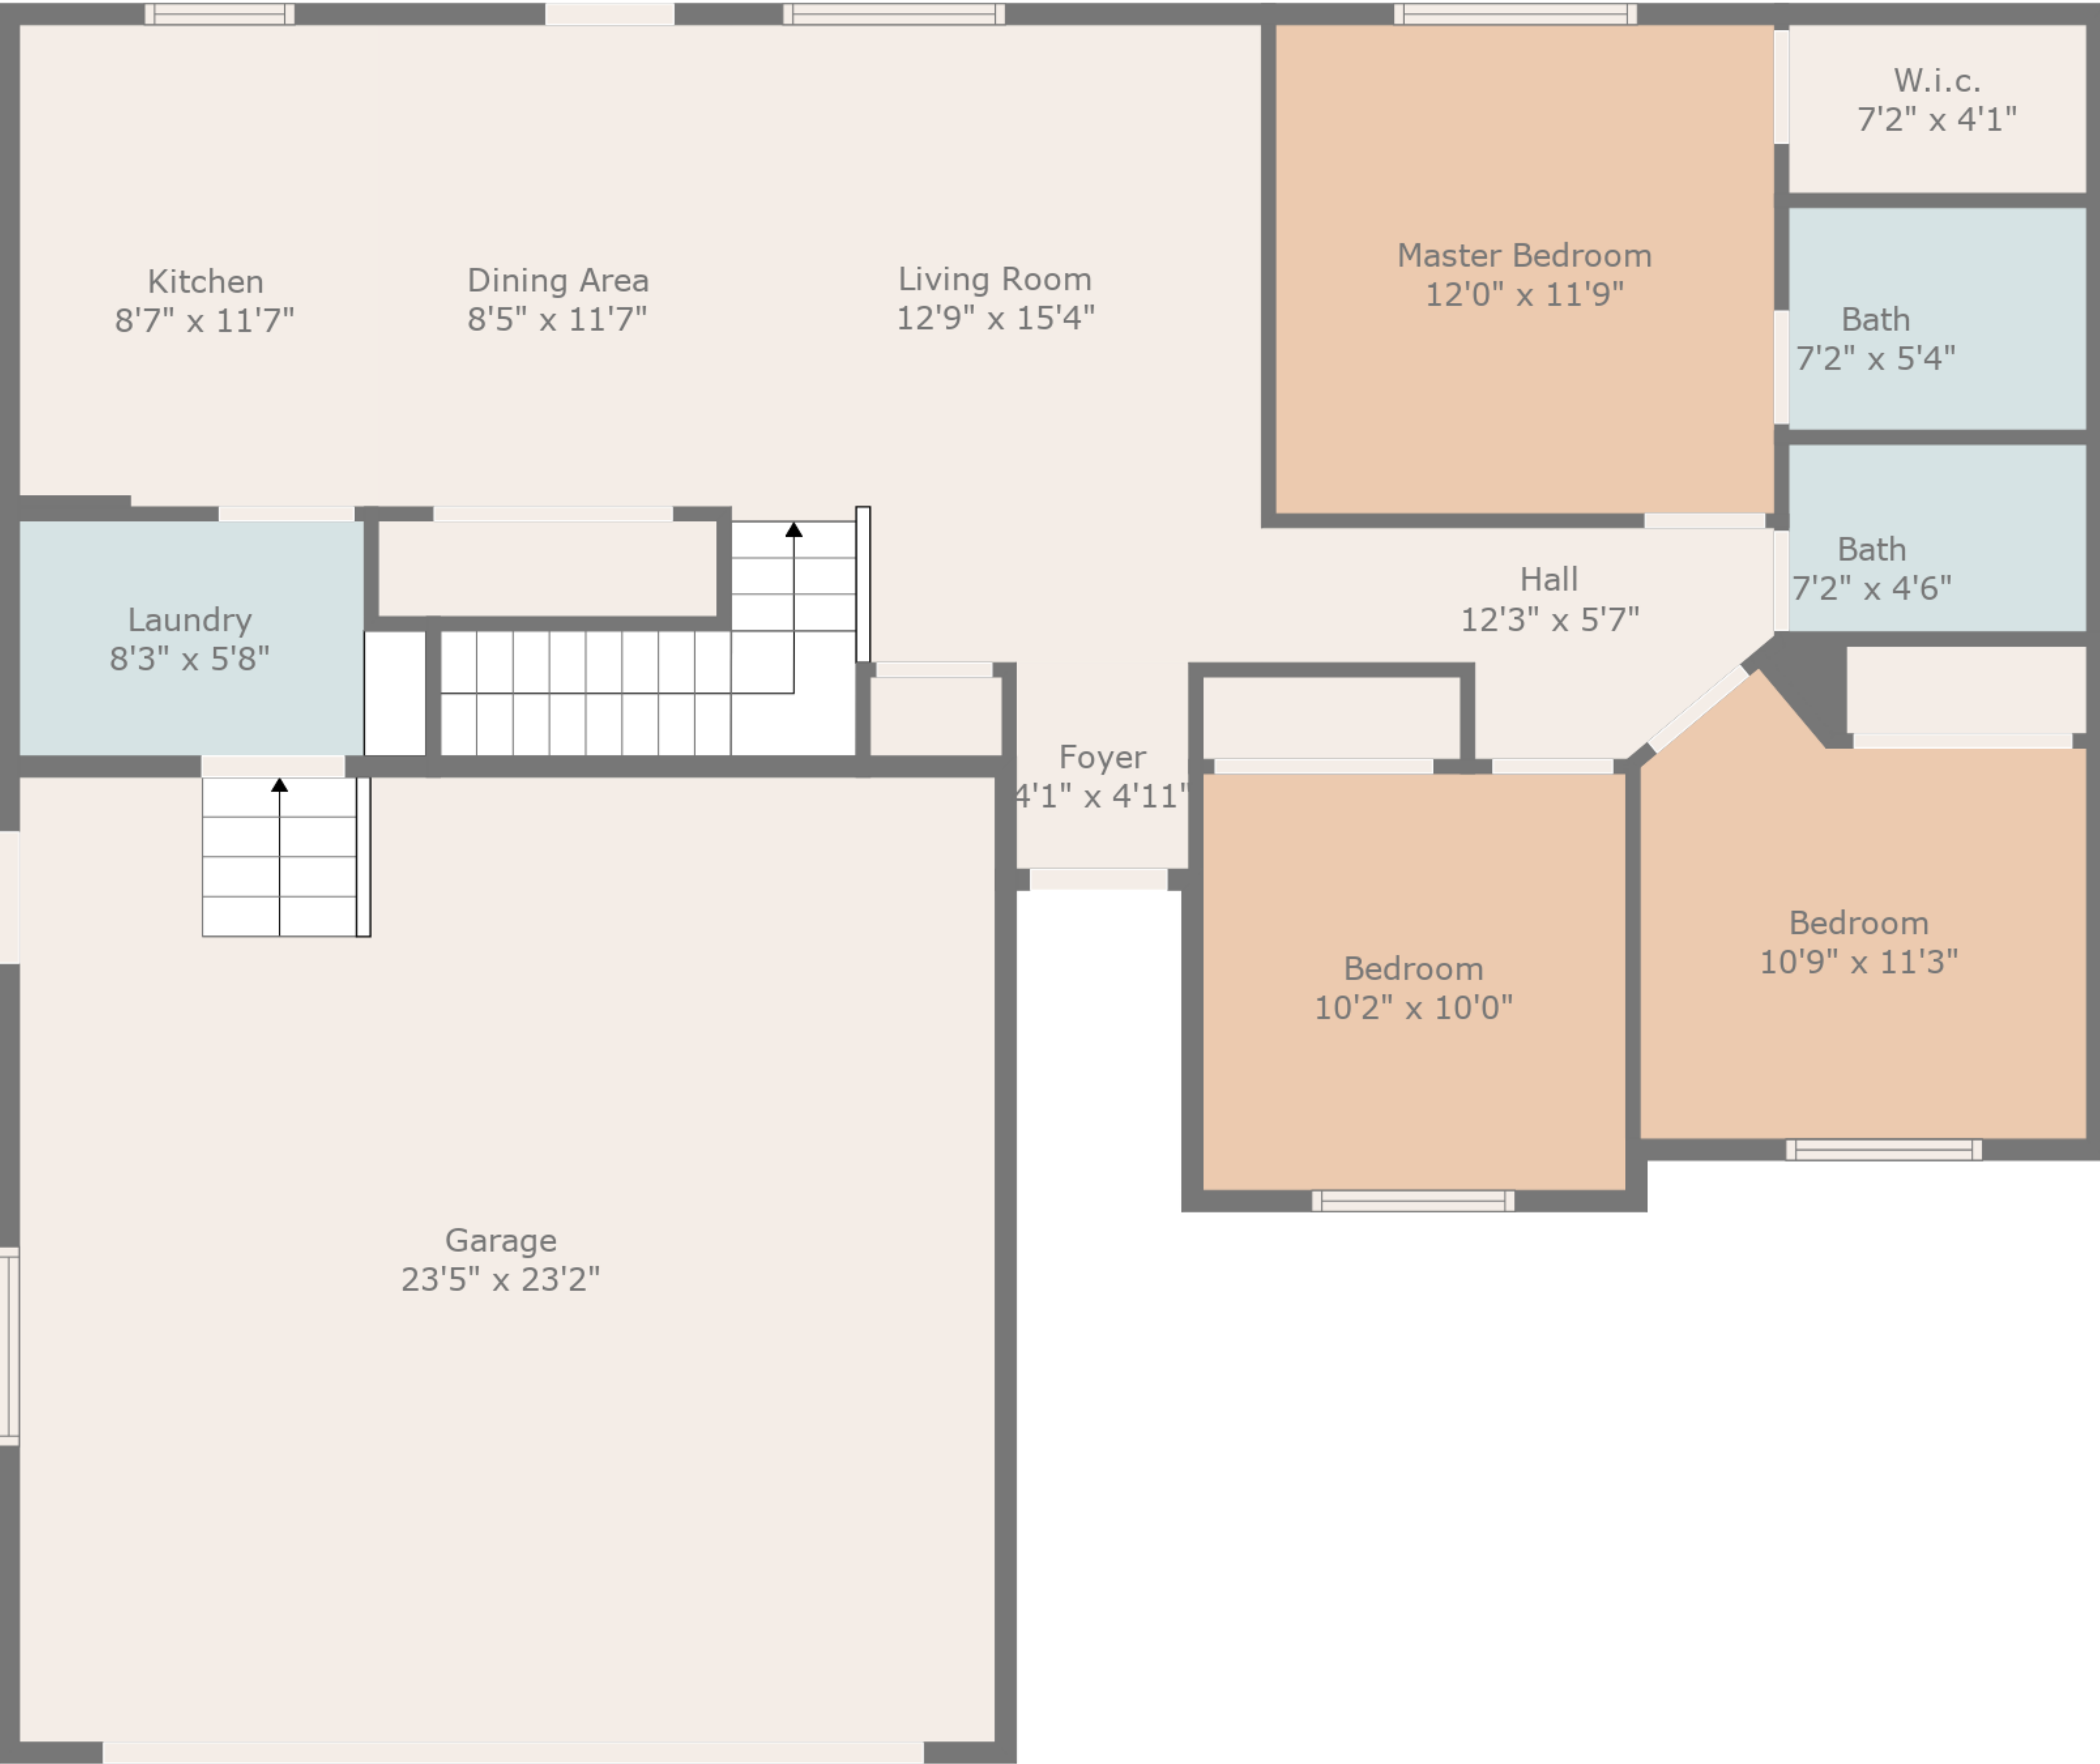 W.i.c.
7'2" x 4'1"
Kitchen
8'7" x 11'7"
Dining Area
8'5" x 11'7"
Living Room
12'9" x 15'4"
Master Bedroom
12'0" x 11'9"
Bath
7'2" x 5'4"
Bath
7'2" x 4'6"
Hall
12'3" x 5'7"
Laundry
8'3" x 5'8"
Foyer
4'1" x 4'11"
Bedroom
10'2" x 10'0"
Bedroom
10'9" x 11'3"
Garage
23'5" x 23'2"